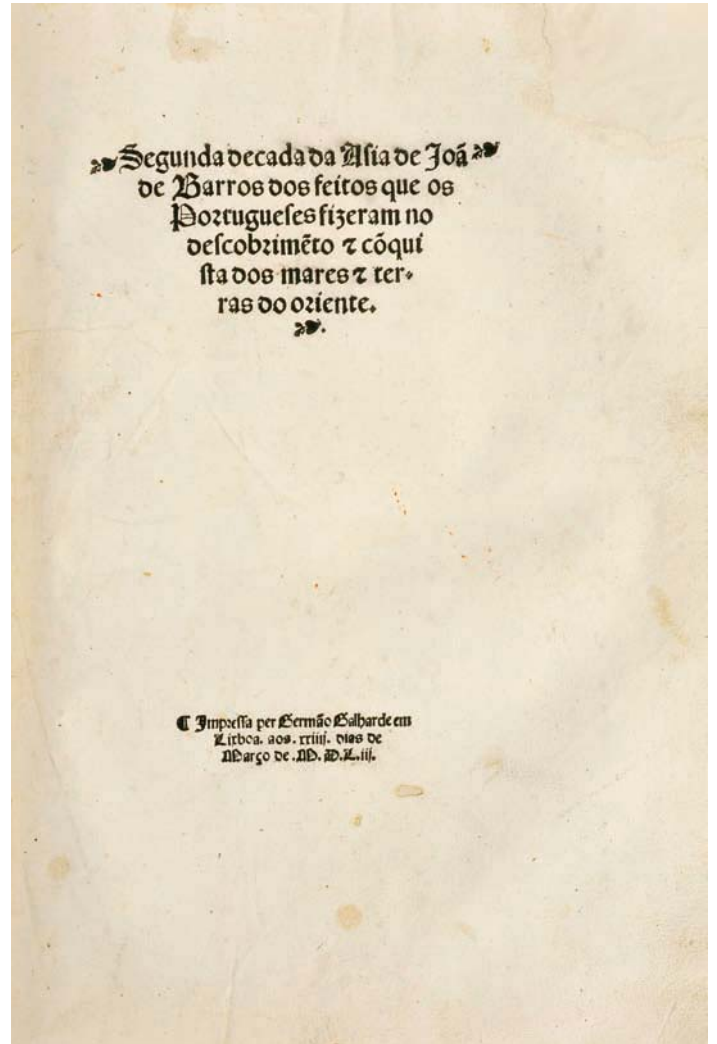 ❧ Segunda decada da Asia de Joã ❧
de Barros dos feitos que os
Portugueses fizeram no
descobrimẽto ⁊ cõqui
sta dos mares ⁊ ter⸗
ras do oriente.
❧.
¶ Impressa per Germão Galharde em
Lixboa. aos. xxiiij. dias de
Março de .M. D.L.iij.